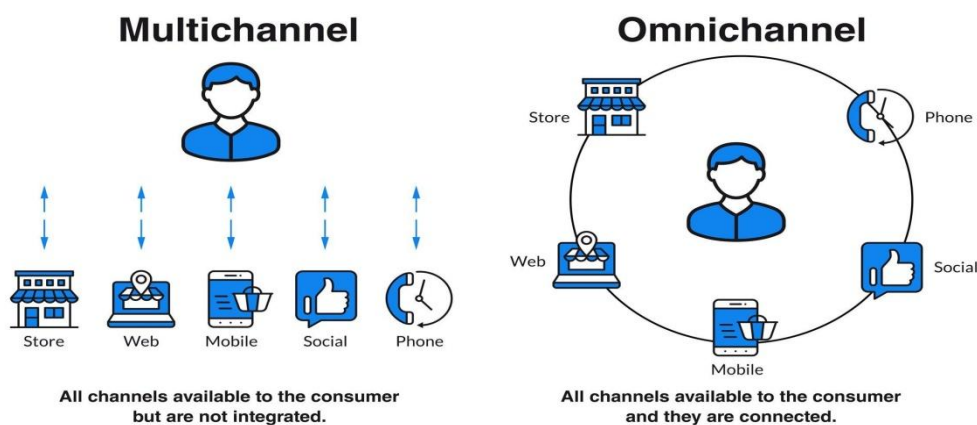 Multichannel
Store
Web
Mobile
Social
Phone
All channels available to the consumer
but are not integrated.
Omnichannel
Store
Phone
Web
Social
Mobile
All channels available to the consumer
and they are connected.